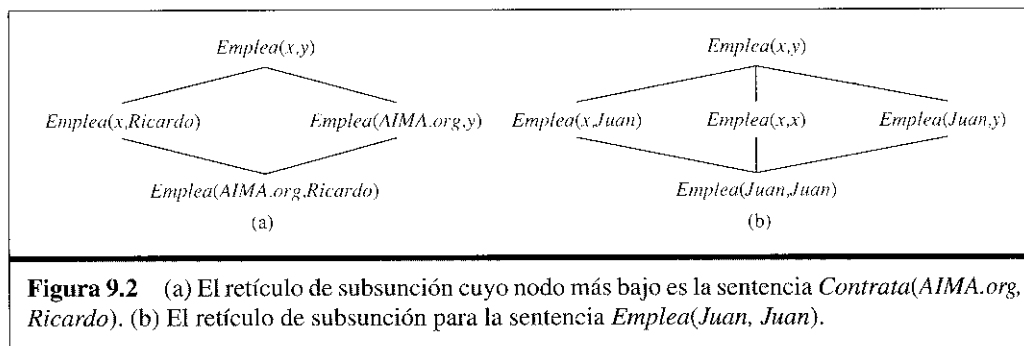 Emplea(x,y) Emplea(x,y)
Emplea(x,Ricardo) Emplea(AIMA.org,y) Emplea(x,Juan) Emplea(x,x) Emplea(Juan,y)
Emplea(AIMA.org,Ricardo) Emplea(Juan,Juan)
(a) (b)
Figura 9.2 (a) El retículo de subsunción cuyo nodo más bajo es la sentencia Contrata(AIMA.org,
Ricardo). (b) El retículo de subsunción para la sentencia Emplea(Juan, Juan).